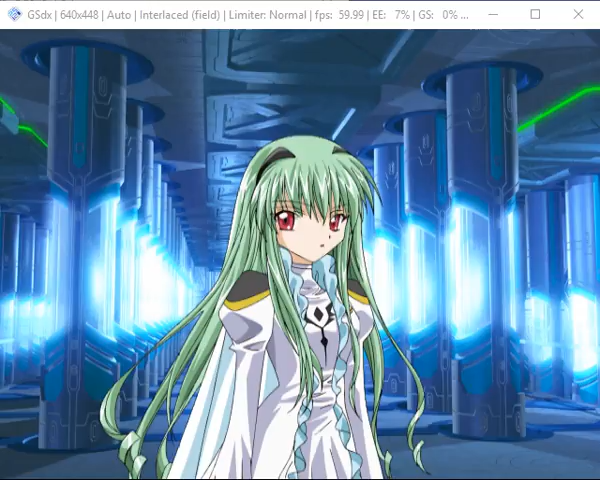 GSdx | 640x448 | Auto | Interlaced (field) | Limiter: Normal | fps: 59.99 | EE: 7% | GS: 0% ...